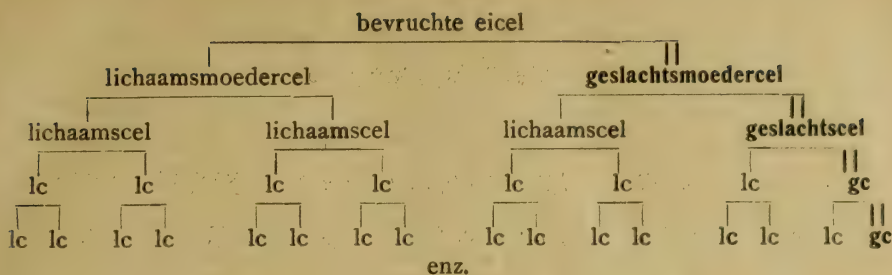 bevruchte eicel
lichaamsmoedercel geslachtsmoedercel
lichaamscel lichaamscel lichaamscel geslachtscel
lc lc lc lc lc lc lc gc
lc lc lc lc lc lc lc lc lc lc lc lc lc lc lc gc
enz.